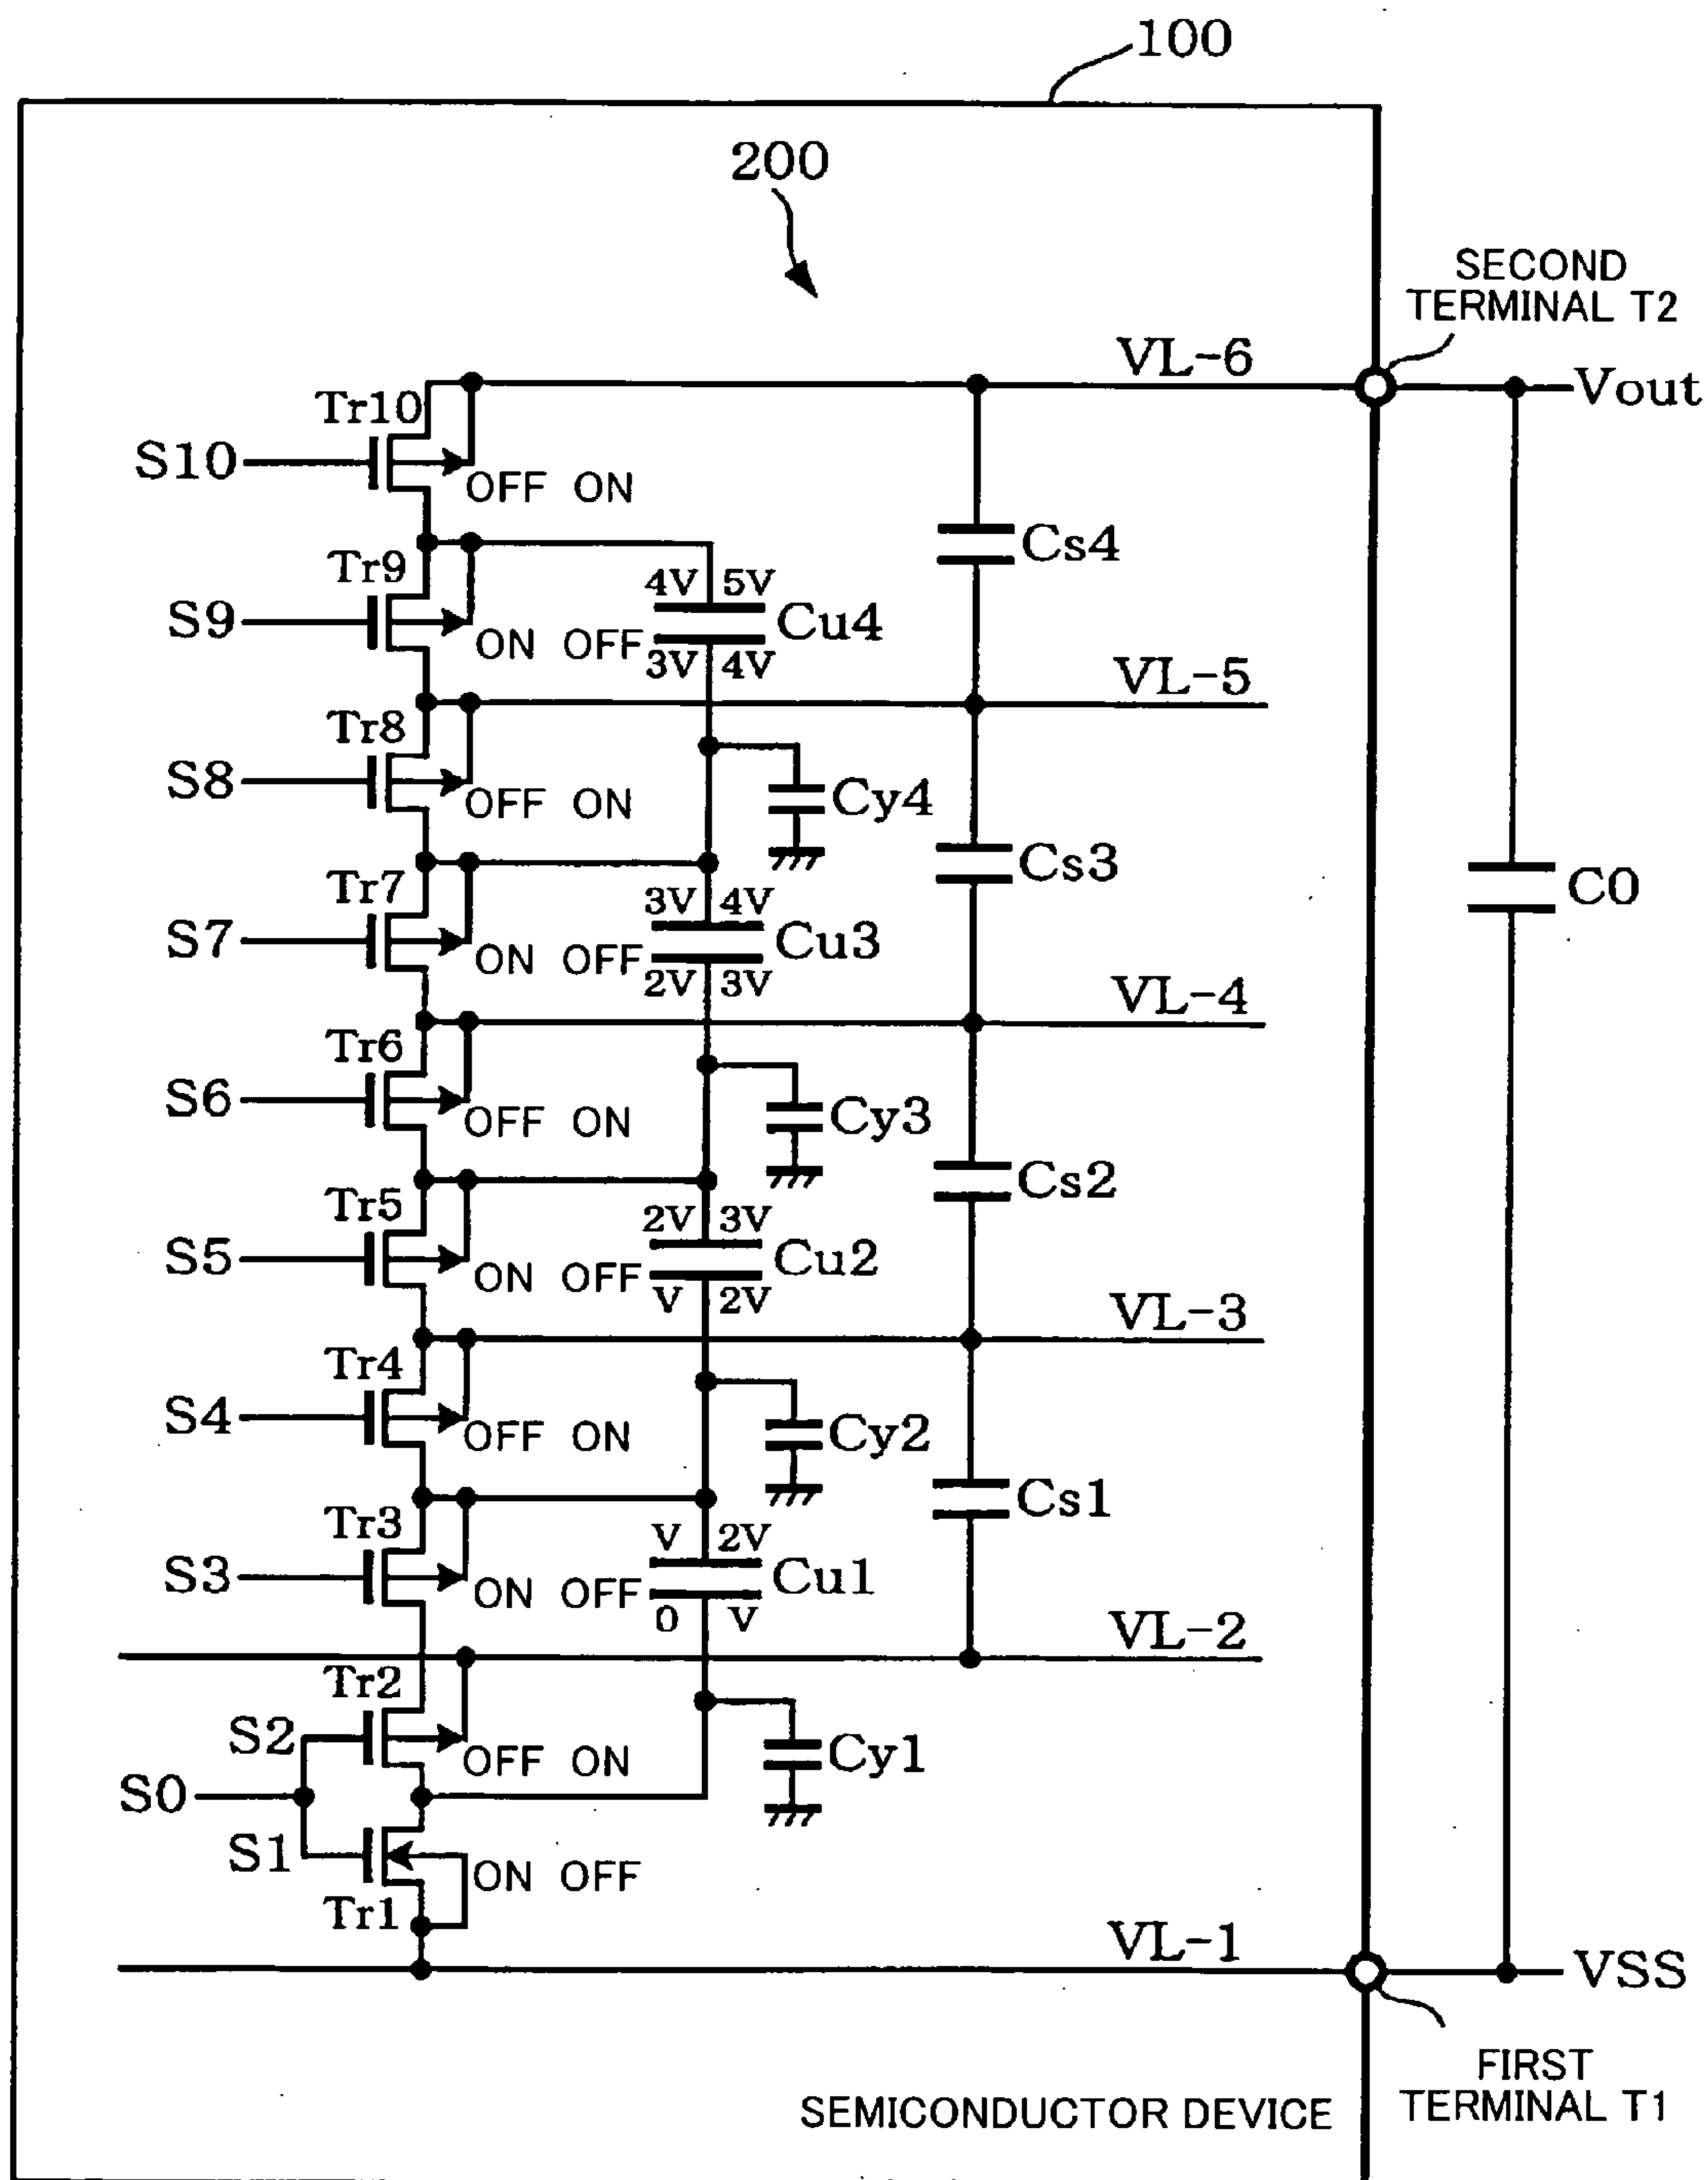 100
200
SECOND
TERMINAL T2
VL-6
Vout
Tr10
S10
OFF ON
Cs4
Tr9
4V 5V
S9
Cu4
ON OFF
3V 4V
VL-5
Tr8
S8
OFF ON
Cy4
Cs3
Tr7
3V 4V
C0
S7
Cu3
ON OFF
2V 3V
VL-4
Tr6
S6
OFF ON
Cy3
Cs2
Tr5
2V 3V
S5
Cu2
ON OFF
V 2V
VL-3
Tr4
S4
OFF ON
Cy2
Cs1
Tr3
V 2V
S3
Cu1
ON OFF
0 V
VL-2
Tr2
S2
OFF ON
Cy1
S0
S1
ON OFF
Tr1
VL-1
VSS
FIRST
TERMINAL T1
SEMICONDUCTOR DEVICE